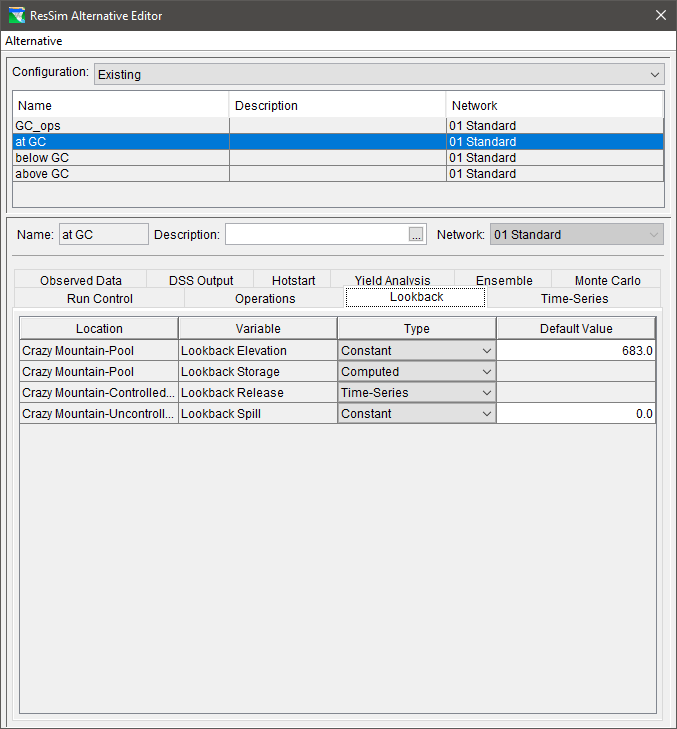 ResSim Alternative Editor
Alternative
Configuration: Existing
Name Description Network
GC_ops 01 Standard
at GC 01 Standard
below GC 01 Standard
above GC 01 Standard
Name: at GC Description: ... Network: 01 Standard
Observed Data DSS Output Hotstart Yield Analysis Ensemble Monte Carlo
Run Control Operations Lookback Time-Series
Location Variable Type Default Value
Crazy Mountain-Pool Lookback Elevation Constant 683.0
Crazy Mountain-Pool Lookback Storage Computed
Crazy Mountain-Controlled... Lookback Release Time-Series
Crazy Mountain-Uncontroll... Lookback Spill Constant 0.0